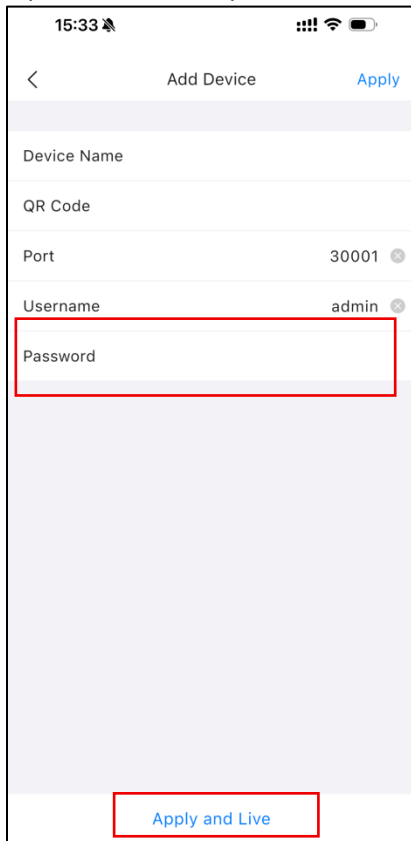 15:33
Add Device Apply
Device Name
QR Code
Port 30001
Username admin
Password
Apply and Live